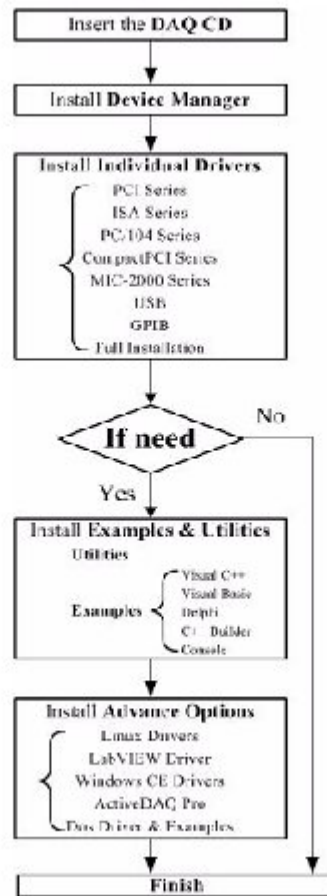 Insert the DAQ CD
Install Device Manager
Install Individual Drivers
PCI Series
ISA Series
PC/104 Series
CompactPCI Series
MIC-2000 Series
USB
GPIB
Full Installation
If need
No
Yes
Install Examples & Utilities
Utilities
Examples
Visual C++
Visual Basic
Delphi
C++ Builder
Console
Install Advance Options
Linux Drivers
LabVIEW Driver
Windows CE Drivers
ActiveDAQ Pro
Dos Driver & Examples
Finish